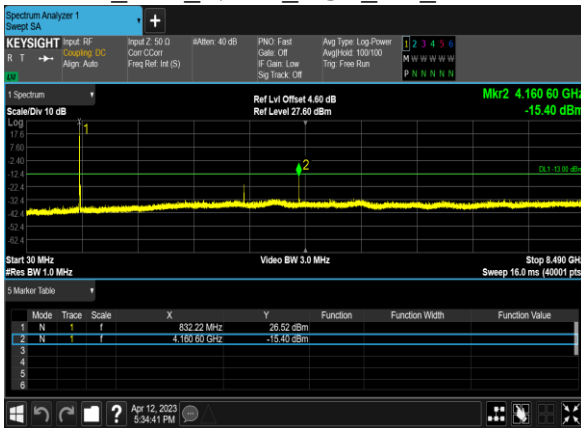 Spectrum Analyzer 1
Swept SA
KEYSIGHT Input: RF Input Z: 50 Ω #Atten: 40 dB PNO: Fast Avg Type: Log-Power 1 2 3 4 5 6
R T Coupling: DC Corr CCorr Gate: Off Avg|Hold: 100/100 M W W W W W
Align: Auto Freq Ref: Int (S) IF Gain: Low Trig: Free Run
LV Sig Track: Off P N N N N N
1 Spectrum Ref Lvl Offset 4.60 dB Mkr2 4.160 60 GHz
Scale/Div 10 dB Ref Level 27.60 dBm -15.40 dBm
Log
17.6 1
7.60
-2.40 2
DL1 -13.00 dBm
-12.4
-22.4
-32.4
-42.4
-52.4
-62.4
Start 30 MHz Video BW 3.0 MHz Stop 8.490 GHz
#Res BW 1.0 MHz Sweep 16.0 ms (40001 pts
5 Marker Table
Mode Trace Scale X Y Function Function Width Function Value
1 N 1 f 832.22 MHz 26.52 dBm
2 N 1 f 4.160 60 GHz -15.40 dBm
3
4
5
6
? Apr 12, 2023
5:34:41 PM